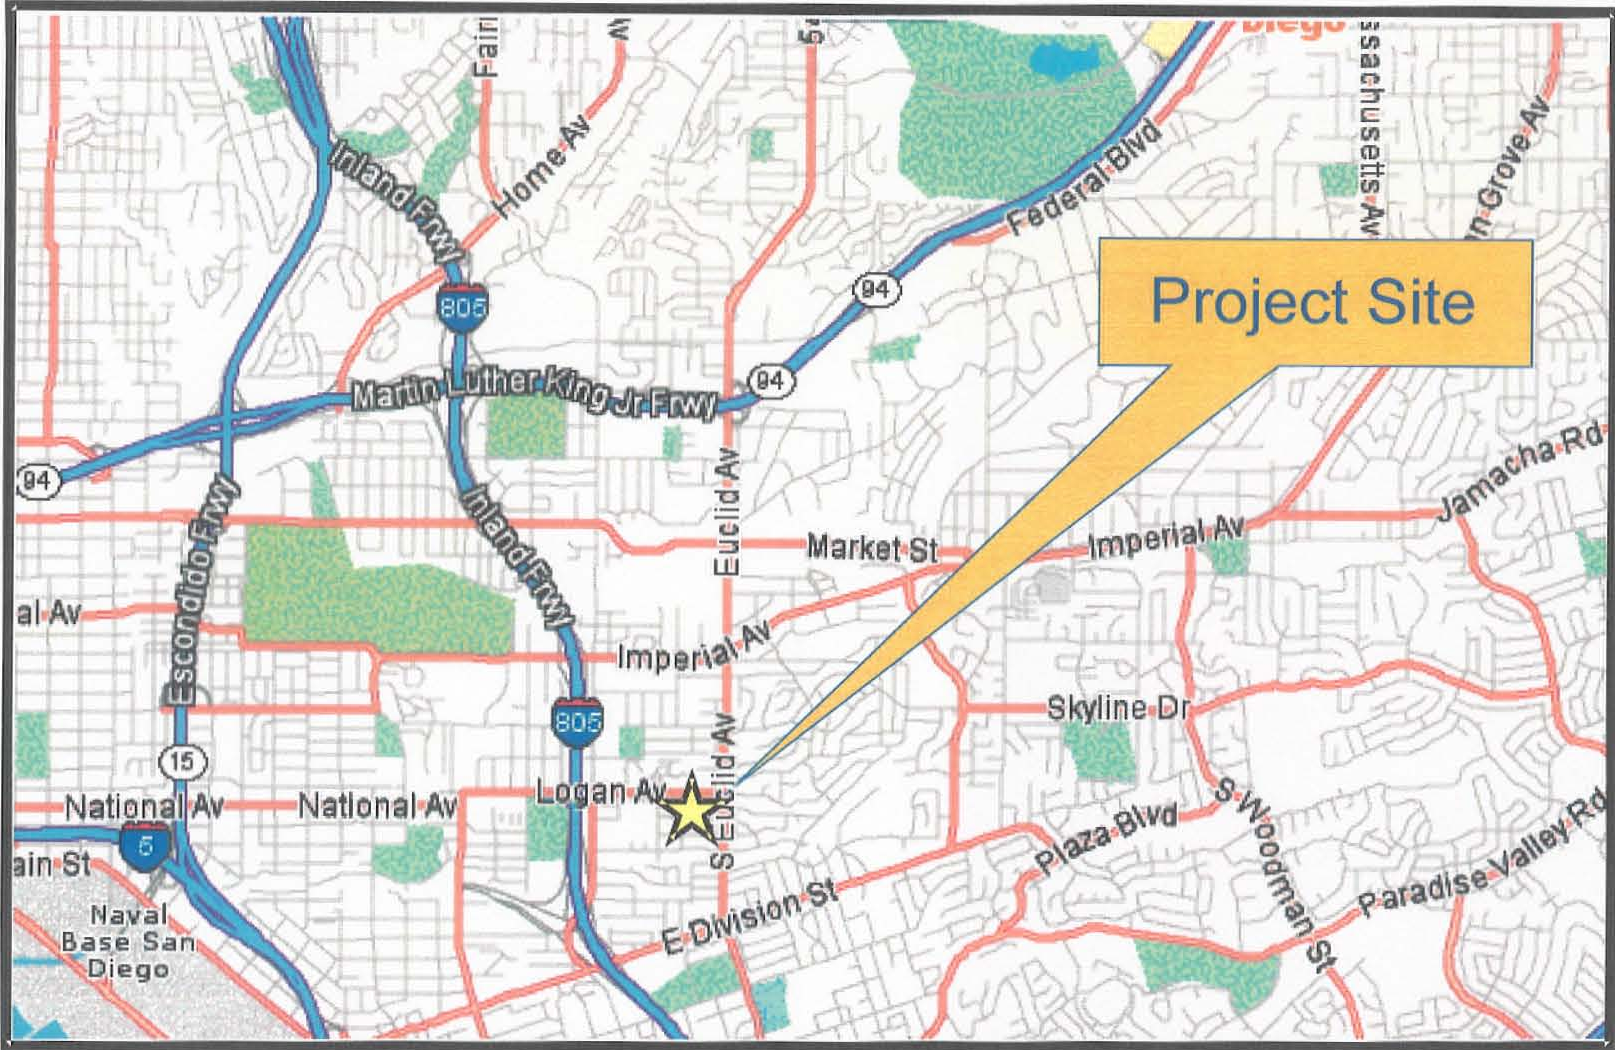 Diego
Fair
ssachusetts Av
Inland Frwy
Home Av
Federal Blvd
n Grove Av
Project Site
94
805
94
Martin Luther King Jr Frwy
94
Euclid Av
Jamacha Rd
Escondido Frwy
Inland Frwy
Market St
Imperial Av
al Av
Imperial Av
Skyline Dr
805
S Euclid Av
15
National Av
National Av
Logan Av
S Woodman St
Plaza Blvd
Paradise Valley Rd
5
ain St
E Division St
Naval
Base San
Diego